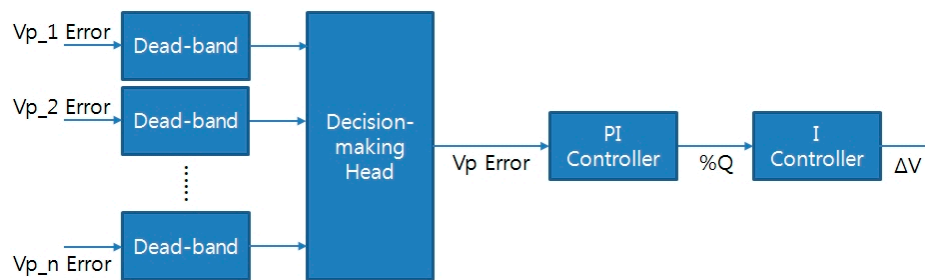 Vp_1 Error
Dead-band
Vp_2 Error
Dead-band
Vp_n Error
Dead-band
Decision-
making
Head
Vp Error
PI
Controller
%Q
I
Controller
ΔV